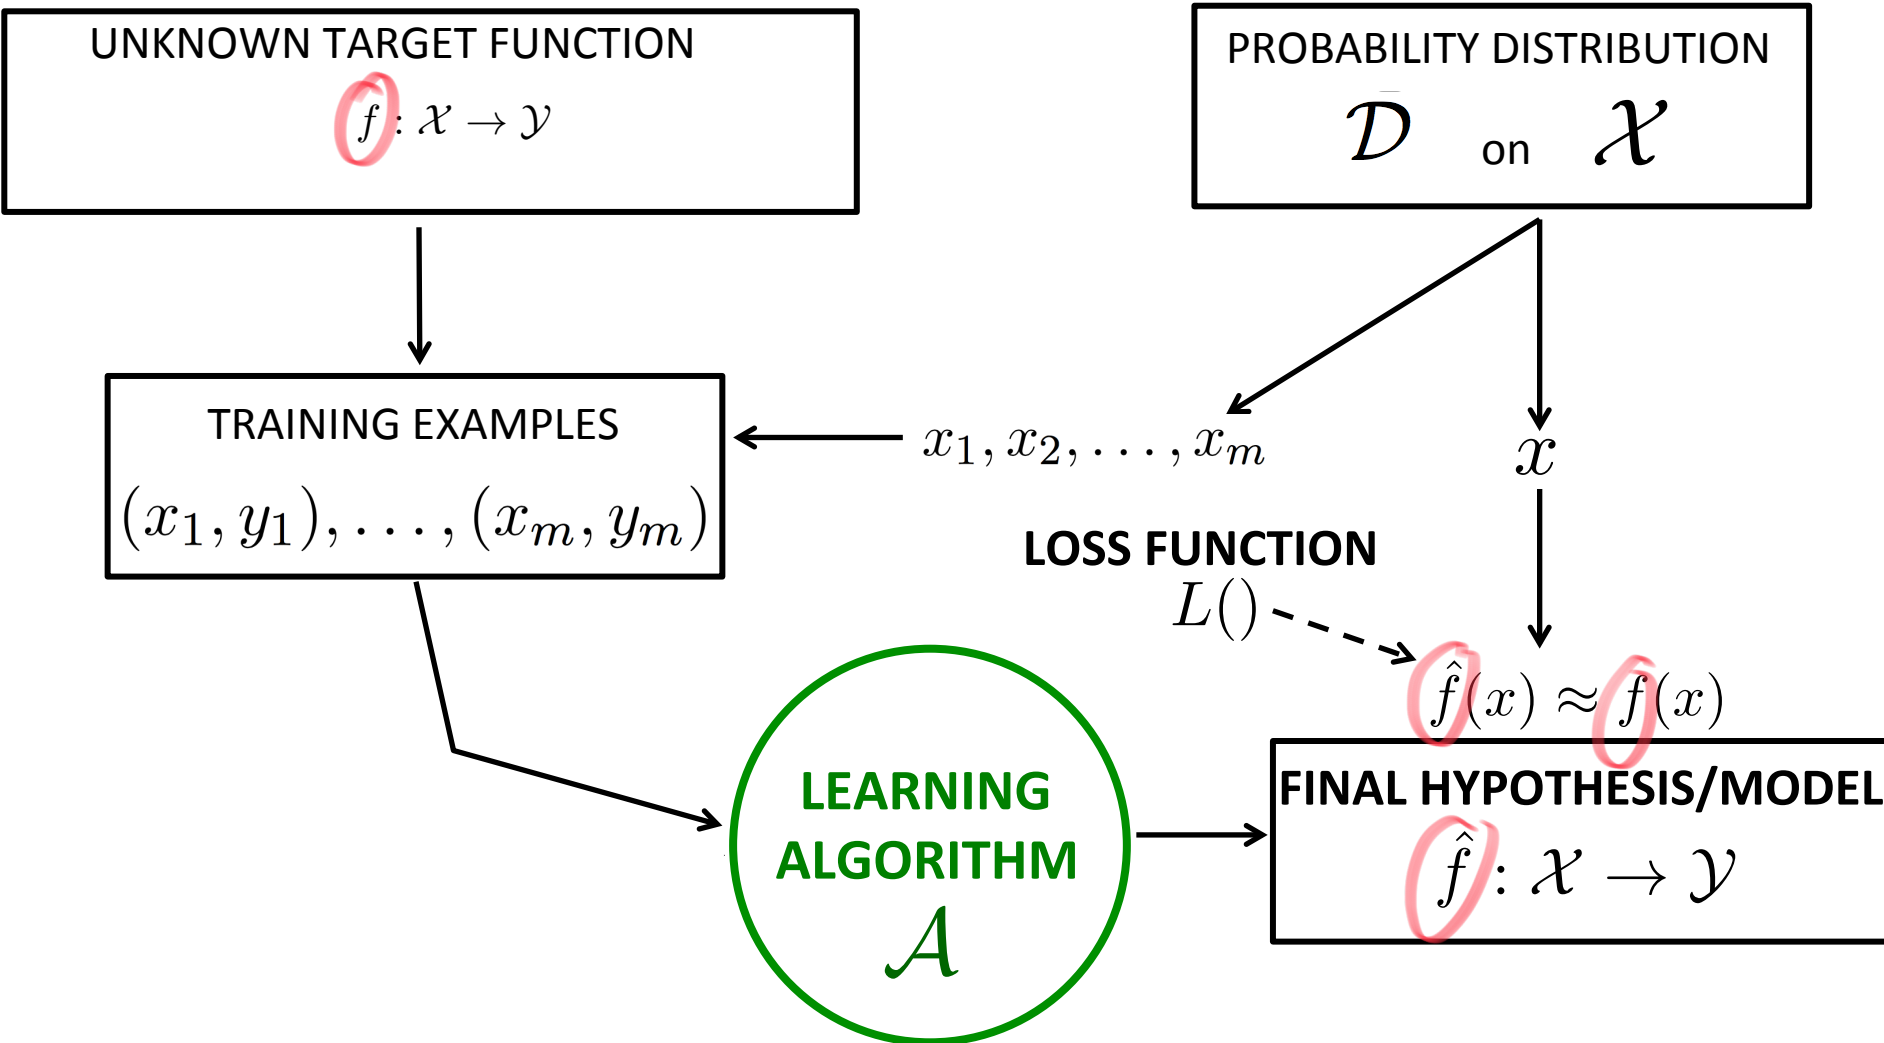 UNKNOWN TARGET FUNCTION
f : 𝒳 → 𝒴
PROBABILITY DISTRIBUTION
𝒟 on 𝒳
TRAINING EXAMPLES
(x₁, y₁), . . . , (xₘ, yₘ)
x₁, x₂, . . . , xₘ
x
LOSS FUNCTION
L()
f̂(x) ≈ f(x)
LEARNING
ALGORITHM
𝒜
FINAL HYPOTHESIS/MODEL
f̂ : 𝒳 → 𝒴